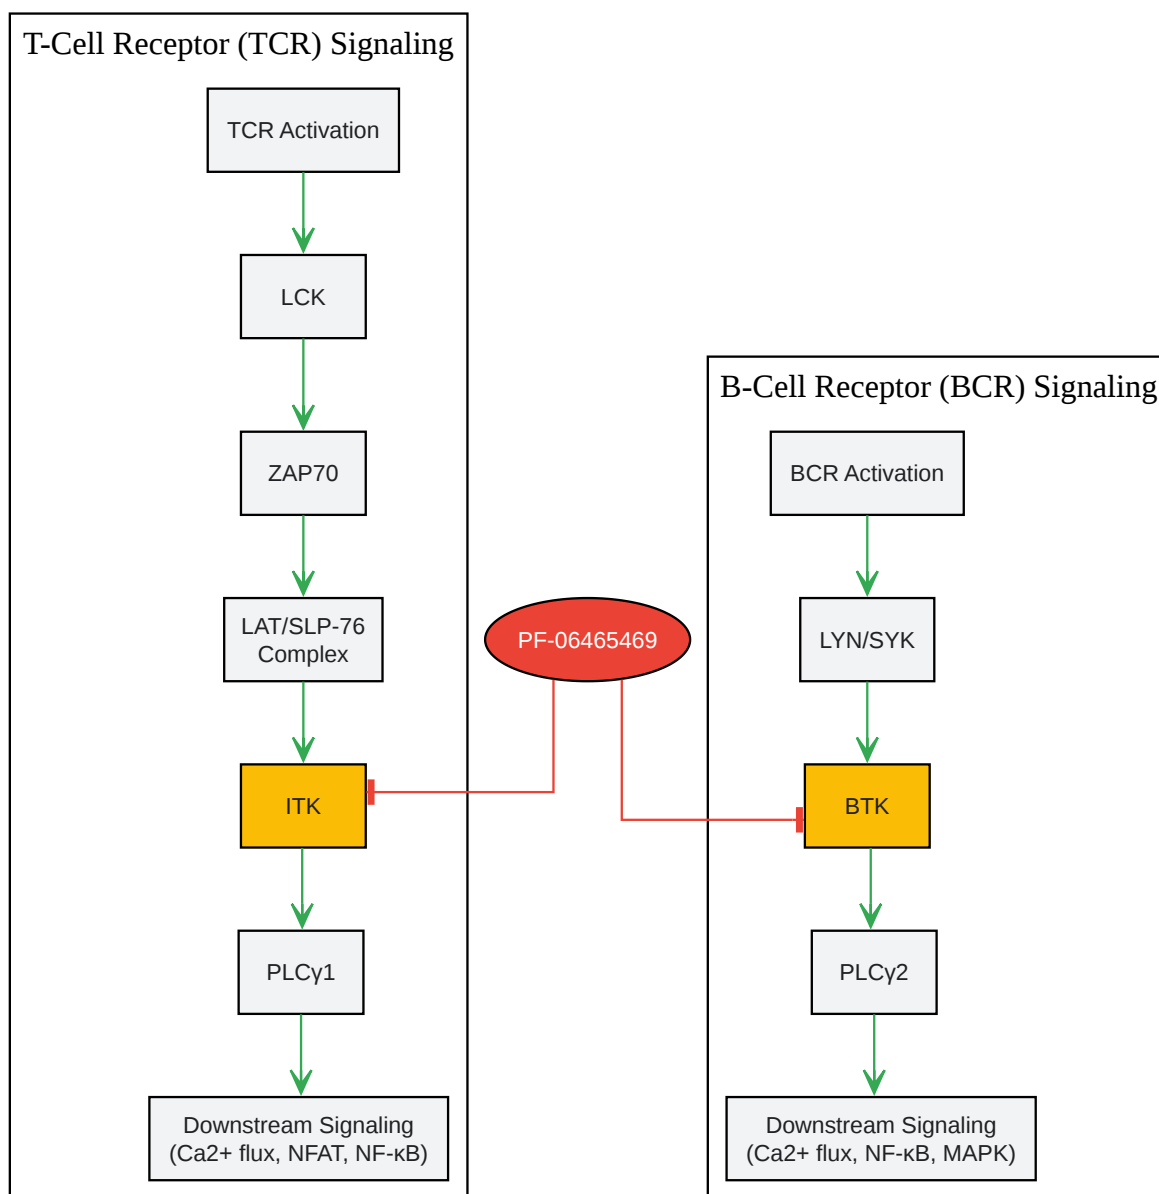 T-Cell Receptor (TCR) Signaling
TCR Activation
LCK
ZAP70
LAT/SLP-76
Complex
ITK
PLCγ1
Downstream Signaling
(Ca2+ flux, NFAT, NF-κB)
PF-06465469
B-Cell Receptor (BCR) Signaling
BCR Activation
LYN/SYK
BTK
PLCγ2
Downstream Signaling
(Ca2+ flux, NF-κB, MAPK)